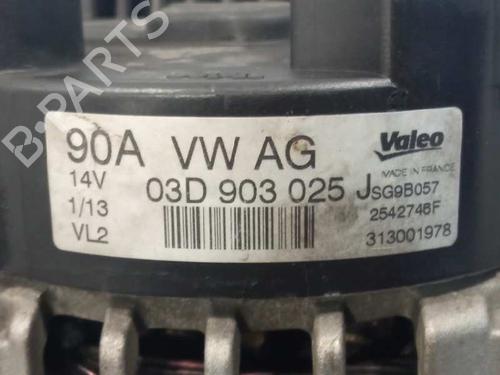 B-PARTS
90A VW AG
Valeo
14V
03D 903 025 J
MADE IN FRANCE
SG9B057
1/13
2542746F
VL2
313001978